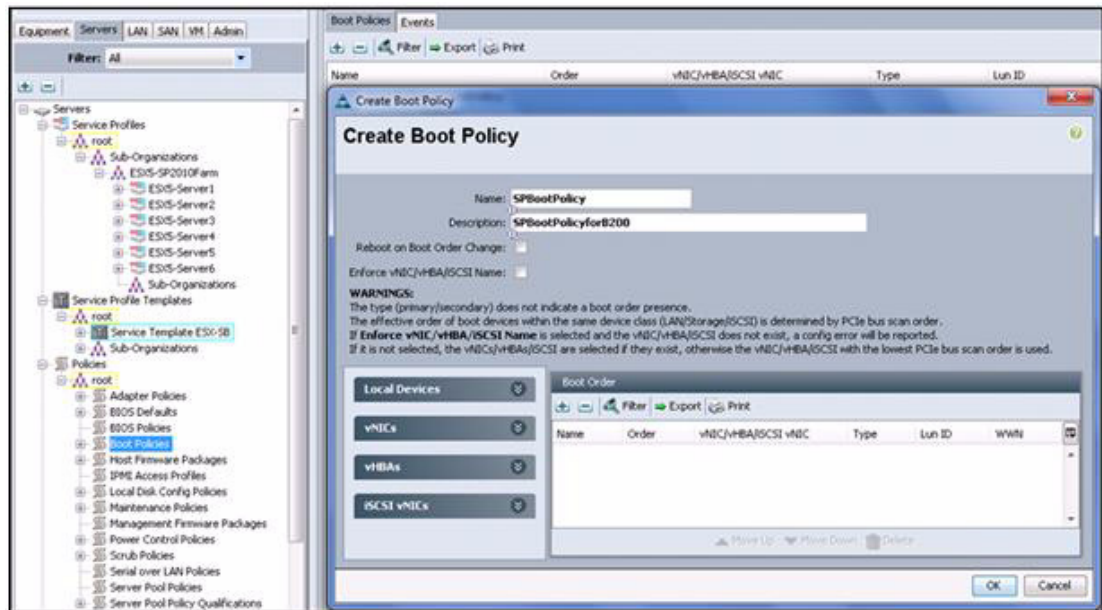 Equipment Servers LAN SAN VM Admin
Filter: All
Servers
Service Profiles
root
Sub-Organizations
ESXi5-SP2010Farm
ESXi5-Server1
ESXi5-Server2
ESXi5-Server3
ESXi5-Server4
ESXi5-Server5
ESXi5-Server6
Sub-Organizations
Service Profile Templates
root
Service Template ESX-SB
Sub-Organizations
Policies
root
Adapter Policies
BIOS Defaults
BIOS Policies
Boot Policies
Host Firmware Packages
IPMI Access Profiles
Local Disk Config Policies
Maintenance Policies
Management Firmware Packages
Power Control Policies
Scrub Policies
Serial over LAN Policies
Server Pool Policies
Server Pool Policy Qualifications
Boot Policies Events
Filter Export Print
Name Order vNIC/vHBA/iSCSI vNIC Type Lun ID
Create Boot Policy
Create Boot Policy
Name: SPBootPolicy
Description: SPBootPolicyforB200
Reboot on Boot Order Change:
Enforce vNIC/vHBA/iSCSI Name:
WARNINGS:
The type (primary/secondary) does not indicate a boot order presence.
The effective order of boot devices within the same device class (LAN/Storage/iSCSI) is determined by PCIe bus scan order.
If Enforce vNIC/vHBA/iSCSI Name is selected and the vNIC/vHBA/iSCSI does not exist, a config error will be reported.
If it is not selected, the vNICs/vHBAs/iSCSI are selected if they exist, otherwise the vNIC/vHBA/iSCSI with the lowest PCIe bus scan order is used.
Local Devices
vNICs
vHBAs
iSCSI vNICs
Boot Order
Filter Export Print
Name Order vNIC/vHBA/iSCSI vNIC Type Lun ID WWN
Move Up Move Down Delete
OK Cancel